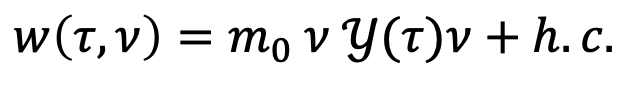 w(τ, ν) = m₀ ν 𝒴(τ)ν + h. c.